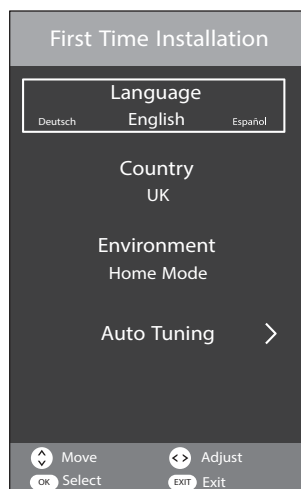 First Time Installation
Language
Deutsch English Español
Country
UK
Environment
Home Mode
Auto Tuning
Move Adjust
OK Select EXIT Exit